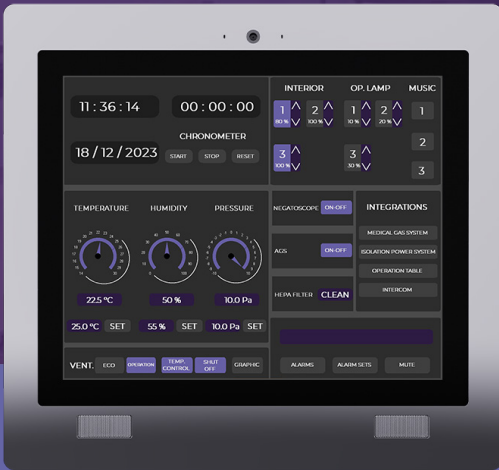 11 : 36 : 14
00 : 00 : 00
CHRONOMETER
18 / 12 / 2023
START STOP RESET
INTERIOR OP. LAMP MUSIC
1 2 1 2 1
80 % 100 % 10 % 20 %
2
3 3
100 % 30 %
3
TEMPERATURE HUMIDITY PRESSURE
22.5 °C 50 % 10.0 Pa
25.0 °C SET 55 % SET 10.0 Pa SET
NEGATOSCOPE ON-OFF
AGS ON-OFF
HEPA FILTER CLEAN
INTEGRATIONS
MEDICAL GAS SYSTEM
ISOLATION POWER SYSTEM
OPERATION TABLE
INTERCOM
VENT. ECO OPERATION TEMP. CONTROL SHUT OFF GRAPHIC
ALARMS ALARM SETS MUTE